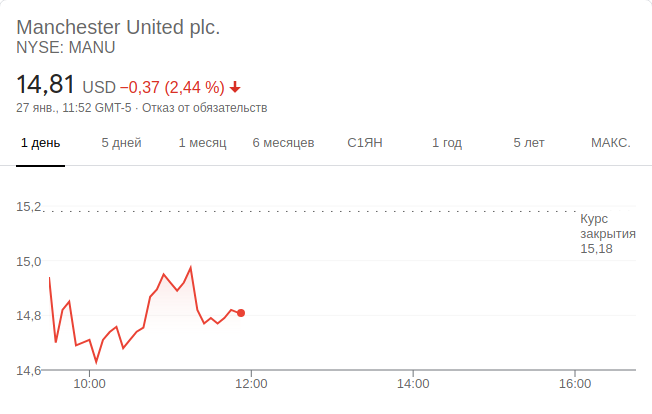 Manchester United plc.
NYSE: MANU
14,81 USD −0,37 (2,44 %)
27 янв., 11:52 GMT-5 · Отказ от обязательств
1 день 5 дней 1 месяц 6 месяцев С1ЯН 1 год 5 лет МАКС.
15,2
Курс
закрытия
15,18
15,0
14,8
14,6
10:00 12:00 14:00 16:00